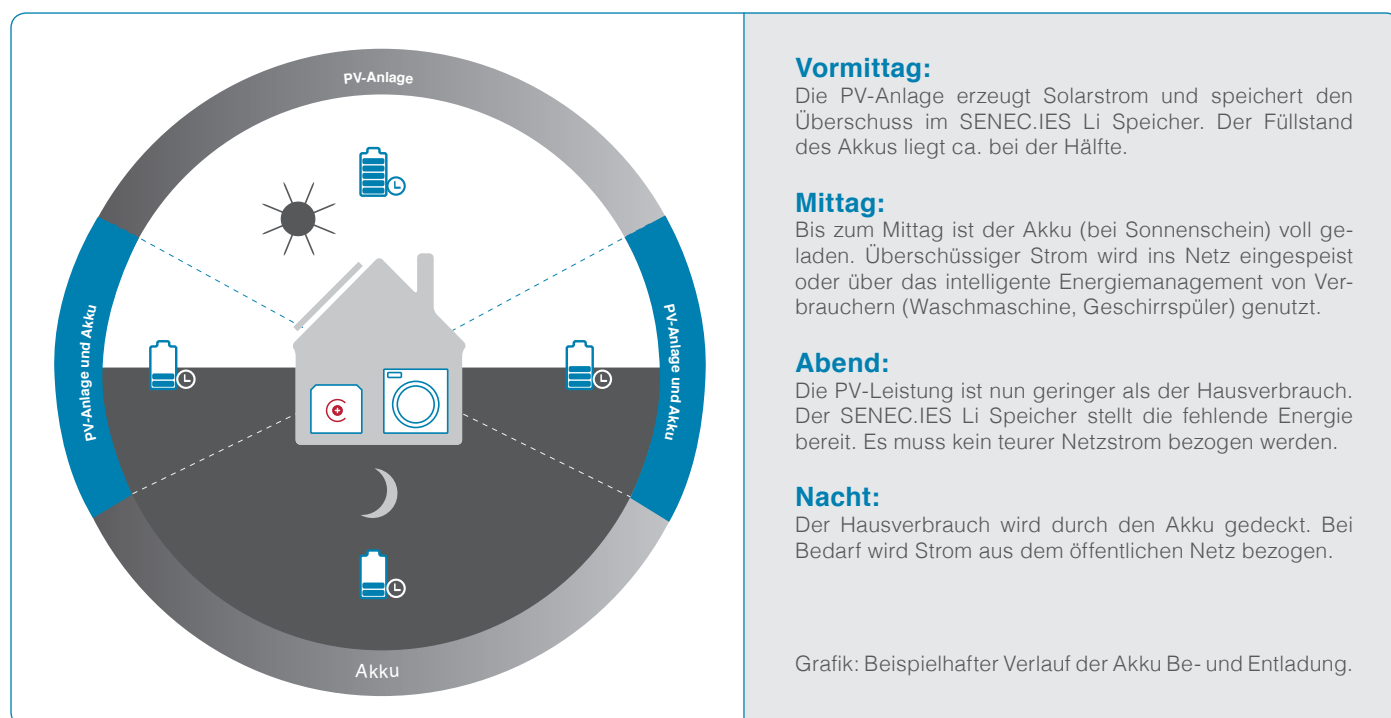 PV-Anlage
PV-Anlage und Akku
PV-Anlage und Akku
Akku
Vormittag:
Die PV-Anlage erzeugt Solarstrom und speichert den
Überschuss im SENEC.IES Li Speicher. Der Füllstand
des Akkus liegt ca. bei der Hälfte.
Mittag:
Bis zum Mittag ist der Akku (bei Sonnenschein) voll ge-
laden. Überschüssiger Strom wird ins Netz eingespeist
oder über das intelligente Energiemanagement von Ver-
brauchern (Waschmaschine, Geschirrspüler) genutzt.
Abend:
Die PV-Leistung ist nun geringer als der Hausverbrauch.
Der SENEC.IES Li Speicher stellt die fehlende Energie
bereit. Es muss kein teurer Netzstrom bezogen werden.
Nacht:
Der Hausverbrauch wird durch den Akku gedeckt. Bei
Bedarf wird Strom aus dem öffentlichen Netz bezogen.
Grafik: Beispielhafter Verlauf der Akku Be- und Entladung.